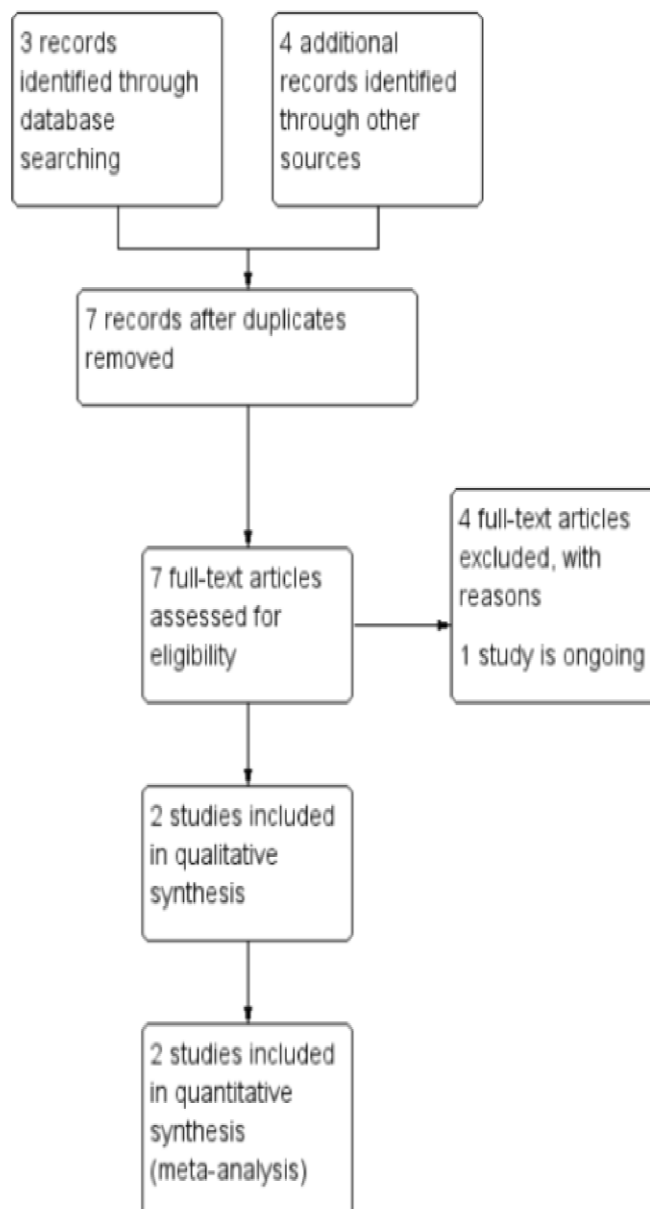 3 records
identified through
database
searching
4 additional
records identified
through other
sources
7 records after duplicates
removed
7 full-text articles
assessed for
eligibility
4 full-text articles
excluded, with
reasons
1 study is ongoing
2 studies included
in qualitative
synthesis
2 studies included
in quantitative
synthesis
(meta-analysis)